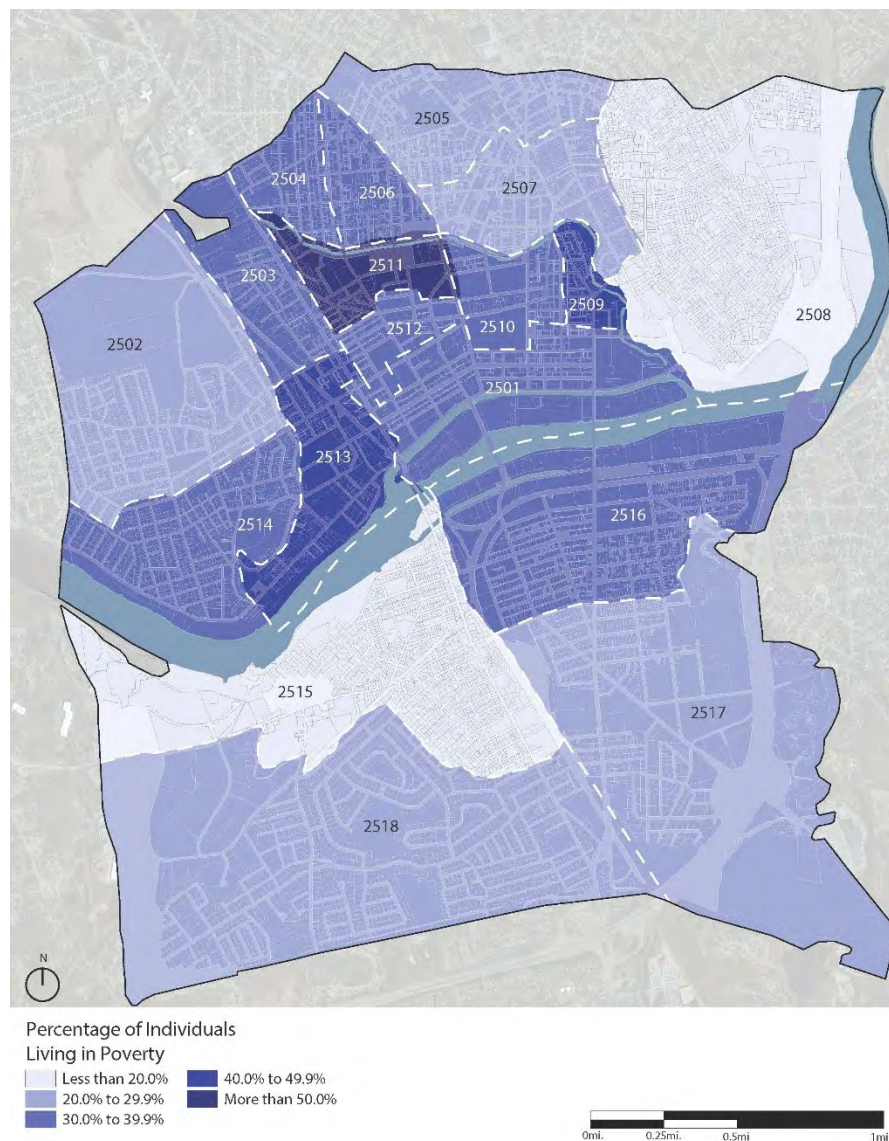 2505
2504
2506
2507
2503
2511
2509
2508
2512
2510
2502
2501
2513
2514
2516
2515
2517
2518
N
Percentage of Individuals
Living in Poverty
Less than 20.0%
20.0% to 29.9%
30.0% to 39.9%
40.0% to 49.9%
More than 50.0%
0mi. 0.25mi. 0.5mi 1mi